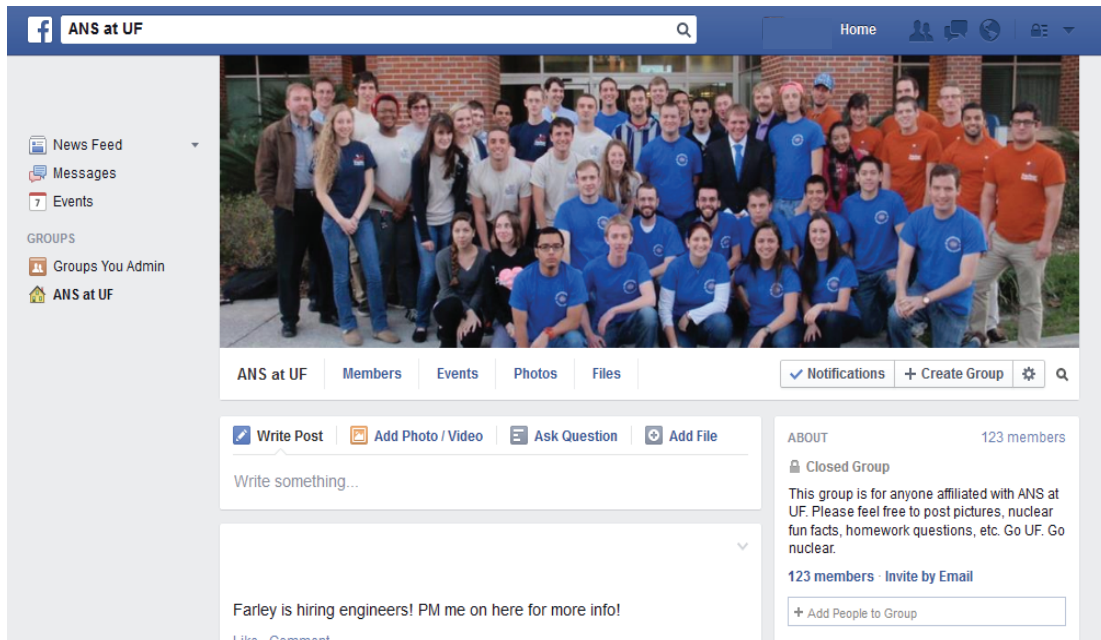 f
ANS at UF
Home
News Feed
Messages
7 Events
GROUPS
Groups You Admin
ANS at UF
ANS at UF Members Events Photos Files
Notifications + Create Group
Write Post Add Photo / Video Ask Question Add File
Write something...
Farley is hiring engineers! PM me on here for more info!
Like · Comment
ABOUT 123 members
Closed Group
This group is for anyone affiliated with ANS at
UF. Please feel free to post pictures, nuclear
fun facts, homework questions, etc. Go UF. Go
nuclear.
123 members · Invite by Email
+ Add People to Group